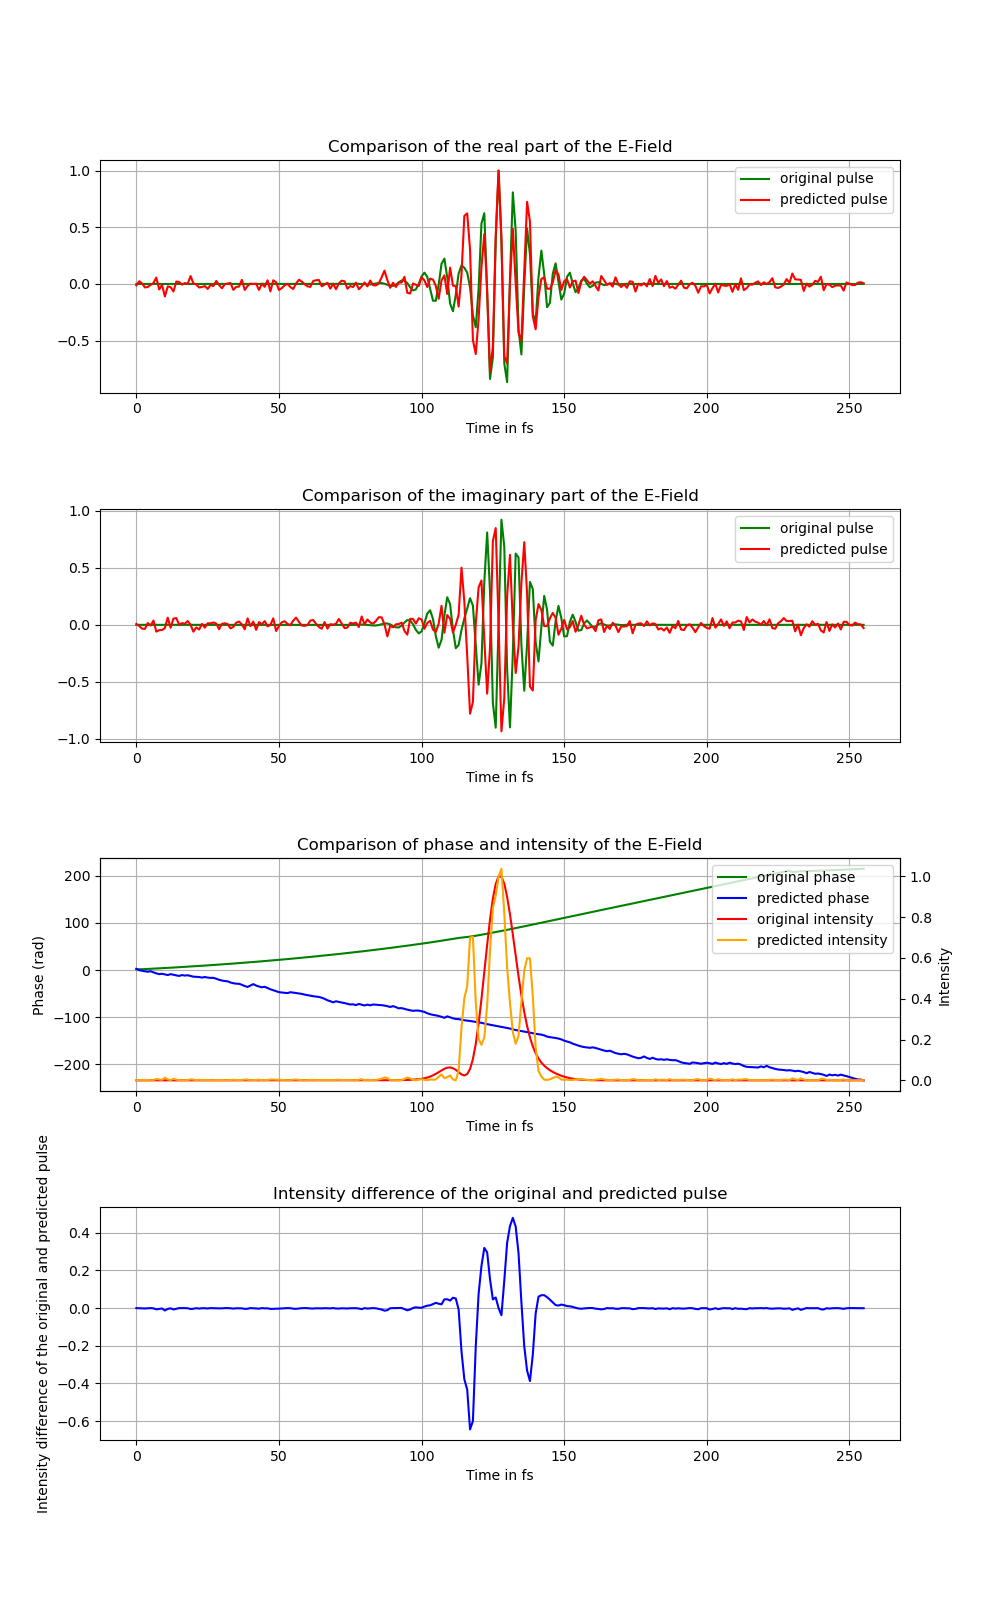 Comparison of the real part of the E-Field
1.0
0.5
0.0
−0.5
original pulse
predicted pulse
0 50 100 150 200 250
Time in fs
Comparison of the imaginary part of the E-Field
1.0
0.5
0.0
−0.5
−1.0
original pulse
predicted pulse
0 50 100 150 200 250
Time in fs
Comparison of phase and intensity of the E-Field
Phase (rad)
200
100
0
−100
−200
original phase
predicted phase
original intensity
predicted intensity
1.0
0.8
0.6
0.4
0.2
0.0
Intensity
0 50 100 150 200 250
Time in fs
Intensity difference of the original and predicted pulse
Intensity difference of the original and predicted pulse
0.4
0.2
0.0
−0.2
−0.4
−0.6
0 50 100 150 200 250
Time in fs